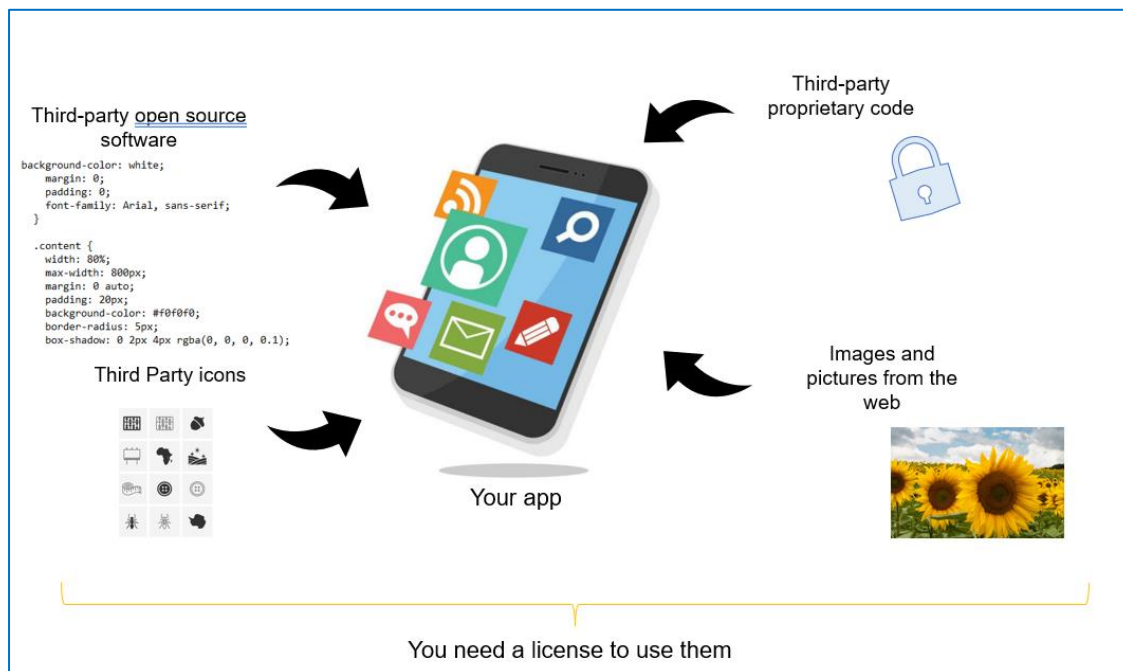 Third-party open source
software
background-color: white;
    margin: 0;
    padding: 0;
    font-family: Arial, sans-serif;
  }

  .content {
    width: 80%;
    max-width: 800px;
    margin: 0 auto;
    padding: 20px;
    background-color: #f0f0f0;
    border-radius: 5px;
    box-shadow: 0 2px 4px rgba(0, 0, 0, 0.1);
Third Party icons
Third-party
proprietary code
Images and
pictures from the
web
Your app
You need a license to use them